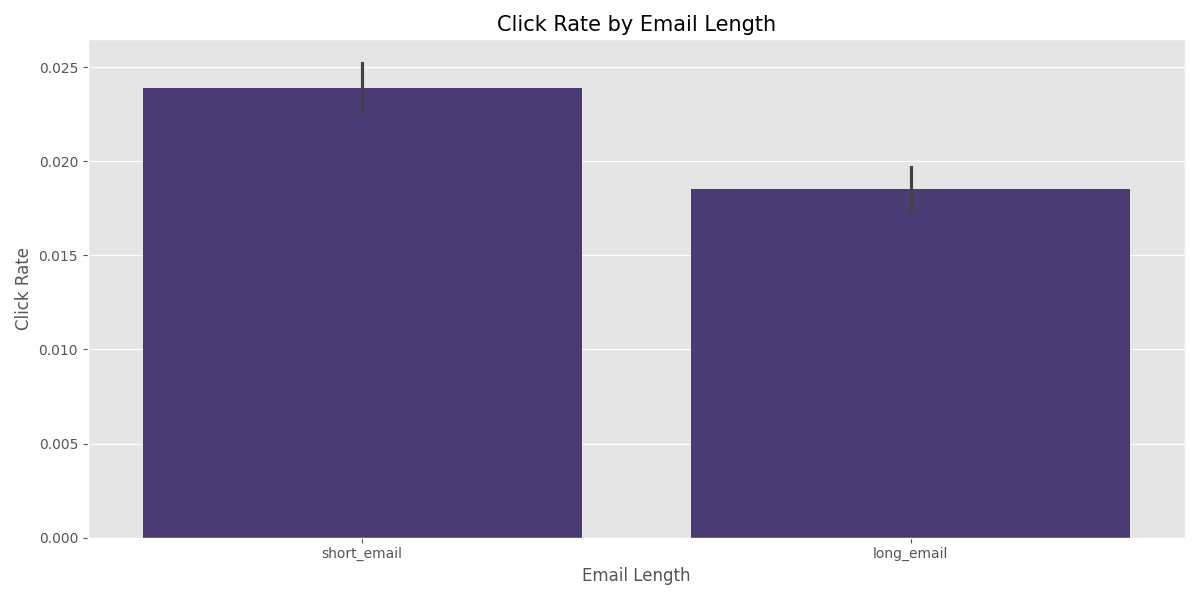 Click Rate by Email Length
0.025
0.020
0.015
0.010
0.005
0.000
Click Rate
short_email
long_email
Email Length